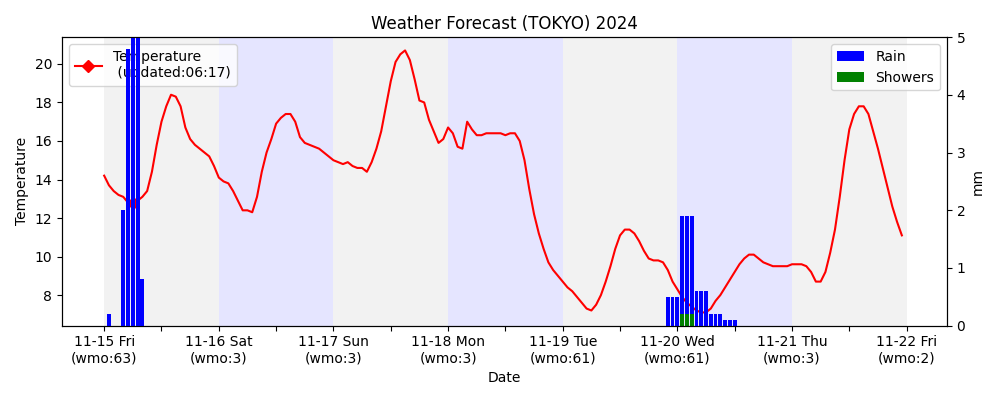 Weather Forecast (TOKYO) 2024
Temperature
(updated:06:17)
Rain
Showers
Temperature
20
18
16
14
12
10
8
5
4
3
2
1
0
mm
11-15 Fri
(wmo:63)
11-16 Sat
(wmo:3)
11-17 Sun
(wmo:3)
11-18 Mon
(wmo:3)
11-19 Tue
(wmo:61)
11-20 Wed
(wmo:61)
11-21 Thu
(wmo:3)
11-22 Fri
(wmo:2)
Date